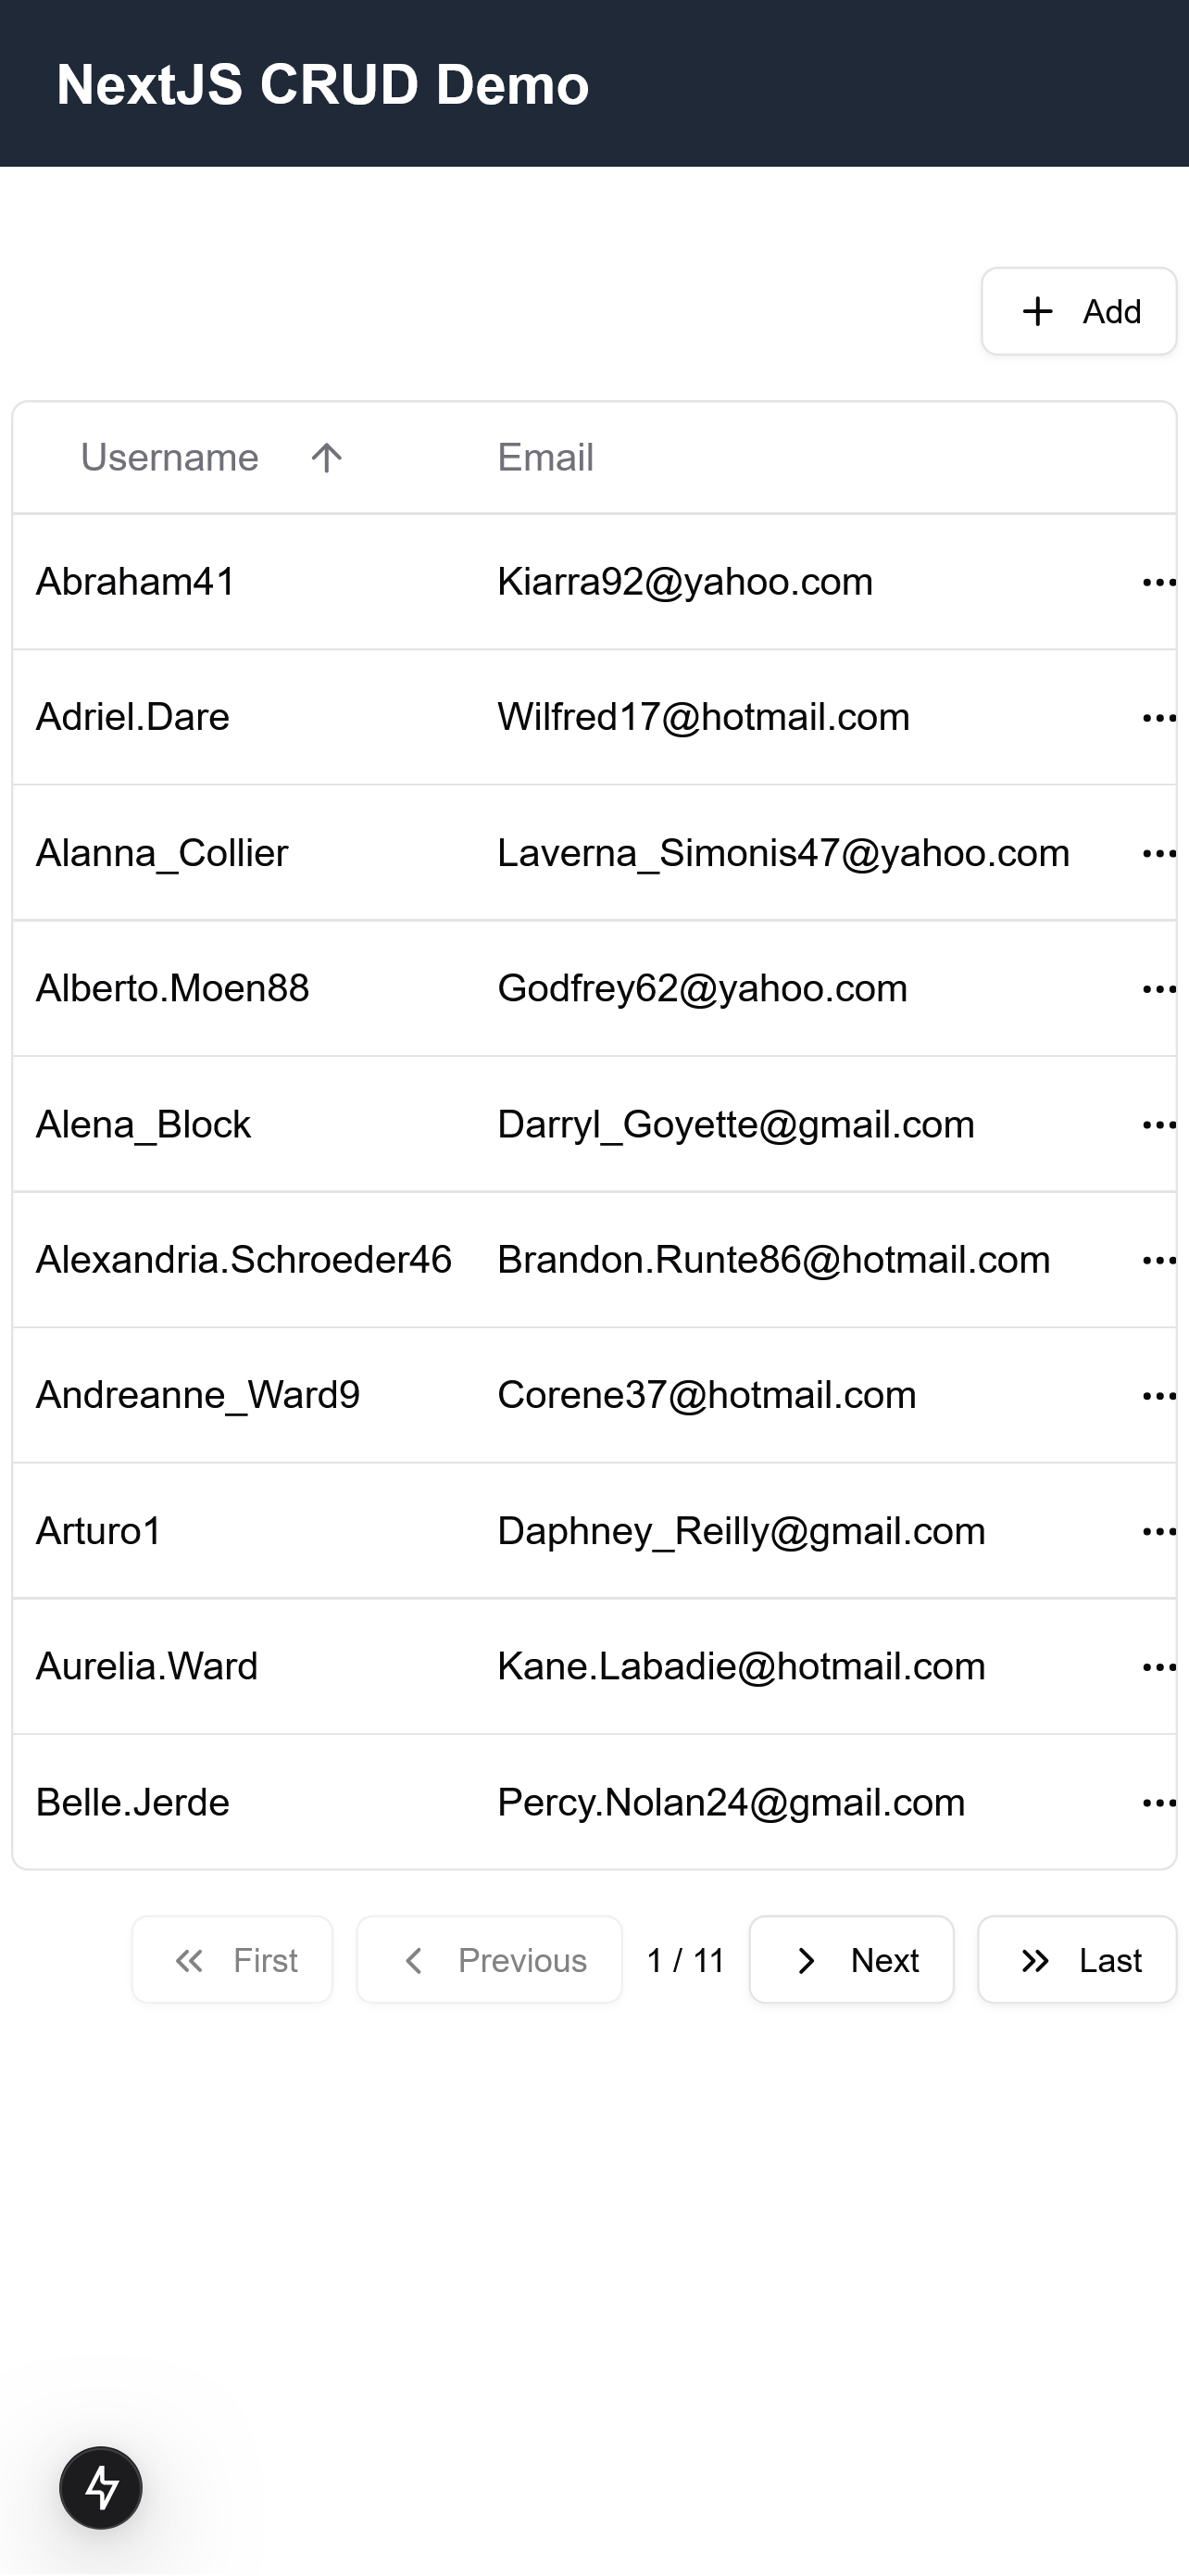 NextJS CRUD Demo
Add
Username Email
Abraham41 Kiarra92@yahoo.com
Adriel.Dare Wilfred17@hotmail.com
Alanna_Collier Laverna_Simonis47@yahoo.com
Alberto.Moen88 Godfrey62@yahoo.com
Alena_Block Darryl_Goyette@gmail.com
Alexandria.Schroeder46 Brandon.Runte86@hotmail.com
Andreanne_Ward9 Corene37@hotmail.com
Arturo1 Daphney_Reilly@gmail.com
Aurelia.Ward Kane.Labadie@hotmail.com
Belle.Jerde Percy.Nolan24@gmail.com
First Previous 1 / 11 Next Last